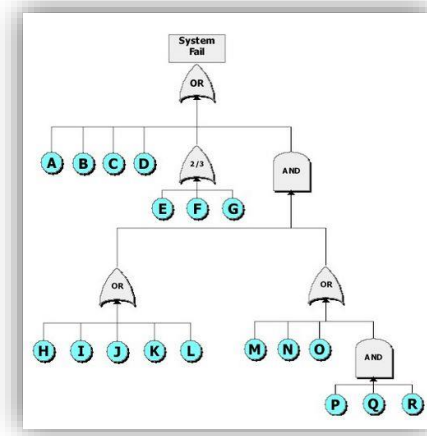 System
Fail
OR
A B C D
2/3
AND
E F G
OR
OR
H I J K L
M N O
AND
P Q R